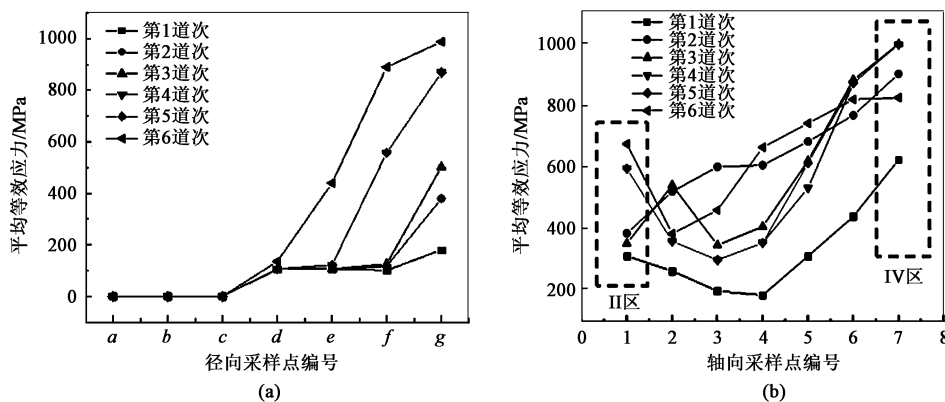 1000
800
600
400
200
0
平均等效应力/MPa
第1道次
第2道次
第3道次
第4道次
第5道次
第6道次
a b c d e f g
径向采样点编号
(a)
1000
800
600
400
200
平均等效应力/MPa
第1道次
第2道次
第3道次
第4道次
第5道次
第6道次
II区
IV区
0 1 2 3 4 5 6 7 8
轴向采样点编号
(b)